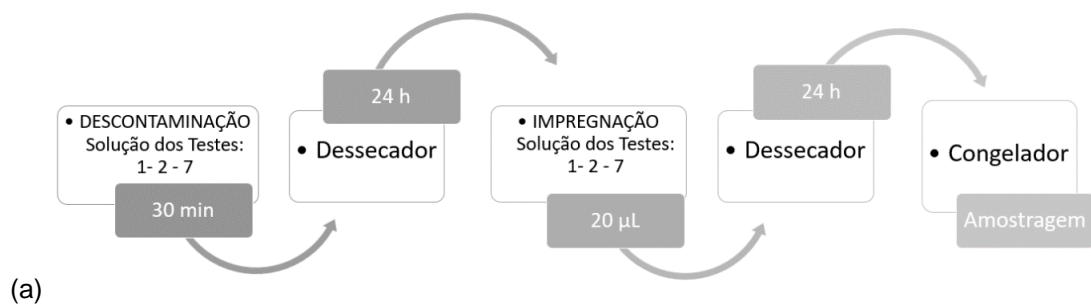 • DESCONTAMINAÇÃO
Solução dos Testes:
1- 2 - 7
30 min
• Dessecador
24 h
• IMPREGNAÇÃO
Solução dos Testes:
1- 2 - 7
20 µL
• Dessecador
24 h
• Congelador
Amostragem
(a)